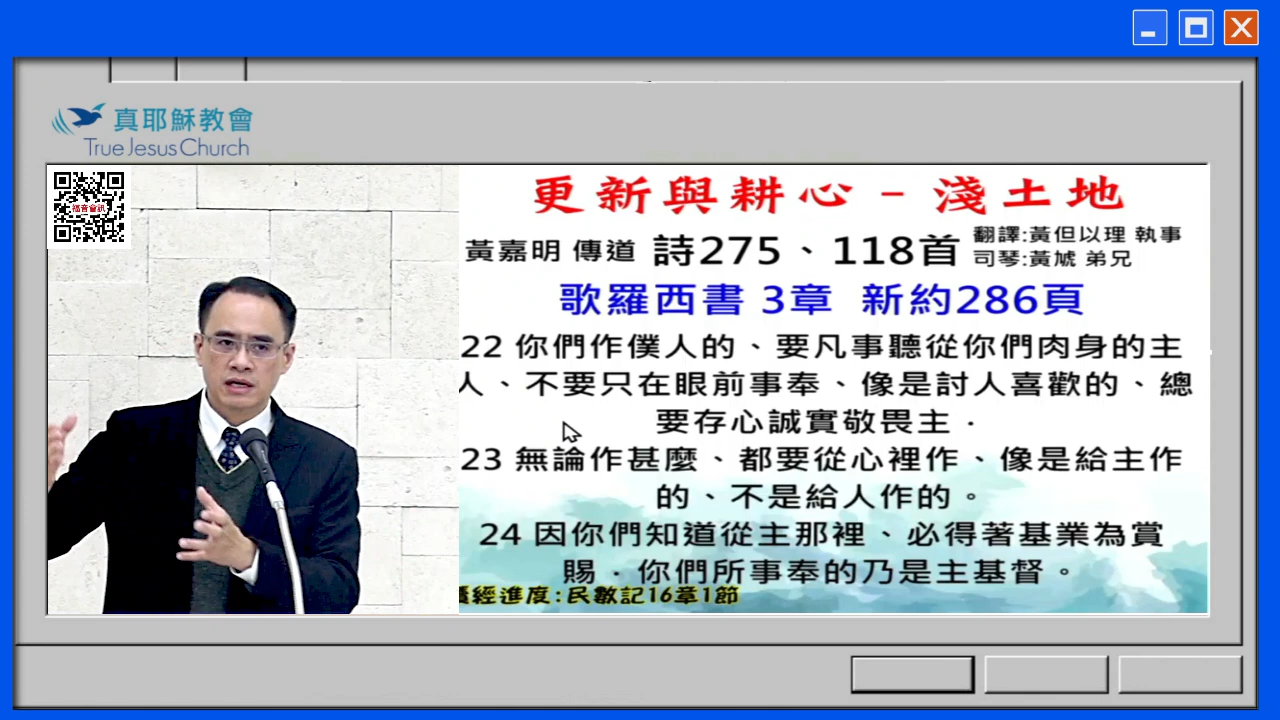 真耶穌教會
True Jesus Church
福音會訊
更新與耕心 - 淺土地
黃嘉明 傳道 詩275、118首
翻譯:黃但以理 執事
司琴:黃虓 弟兄
歌羅西書 3章 新約286頁
22 你們作僕人的、要凡事聽從你們肉身的主
人、不要只在眼前事奉、像是討人喜歡的、總
要存心誠實敬畏主．
23 無論作甚麼、都要從心裡作、像是給主作
的、不是給人作的。
24 因你們知道從主那裡、必得著基業為賞
賜．你們所事奉的乃是主基督。
經進度:民數記16章1節